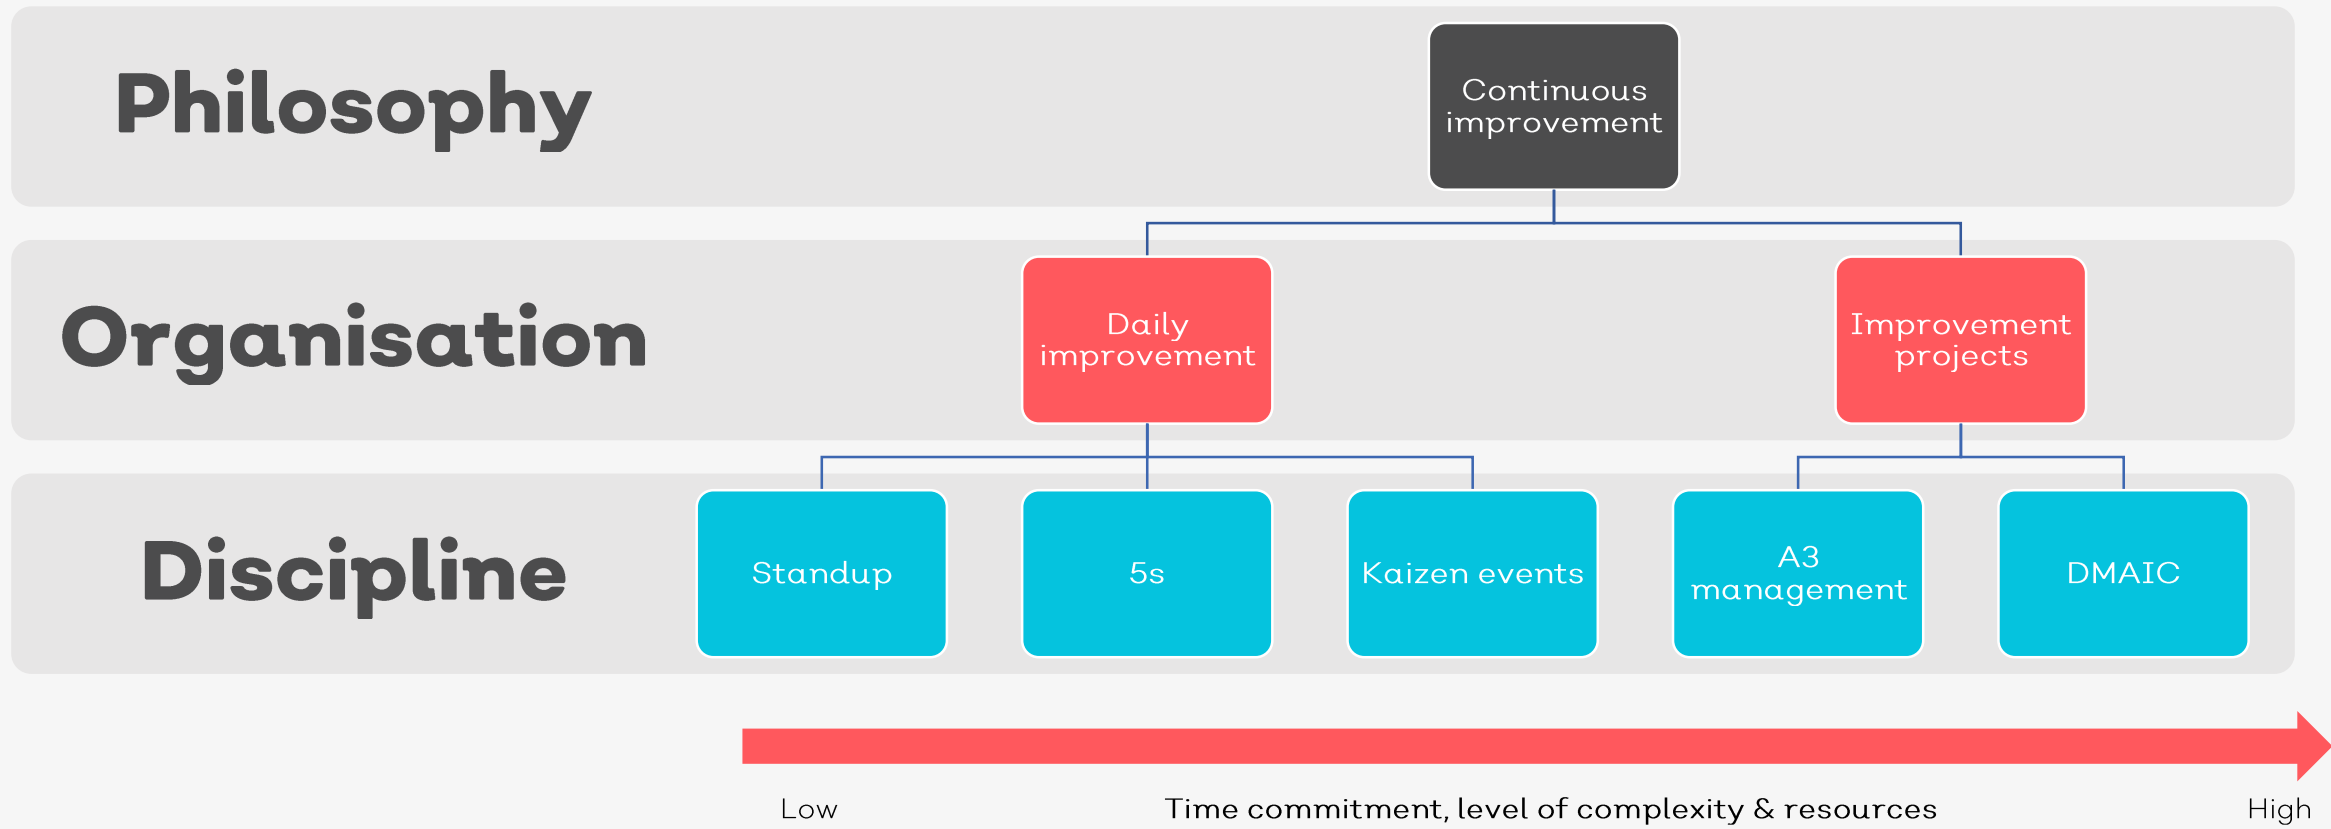 Philosophy
Continuous
improvement
Organisation
Daily
improvement
Improvement
projects
Discipline
Standup
5s
Kaizen events
A3
management
DMAIC
Low
Time commitment, level of complexity & resources
High